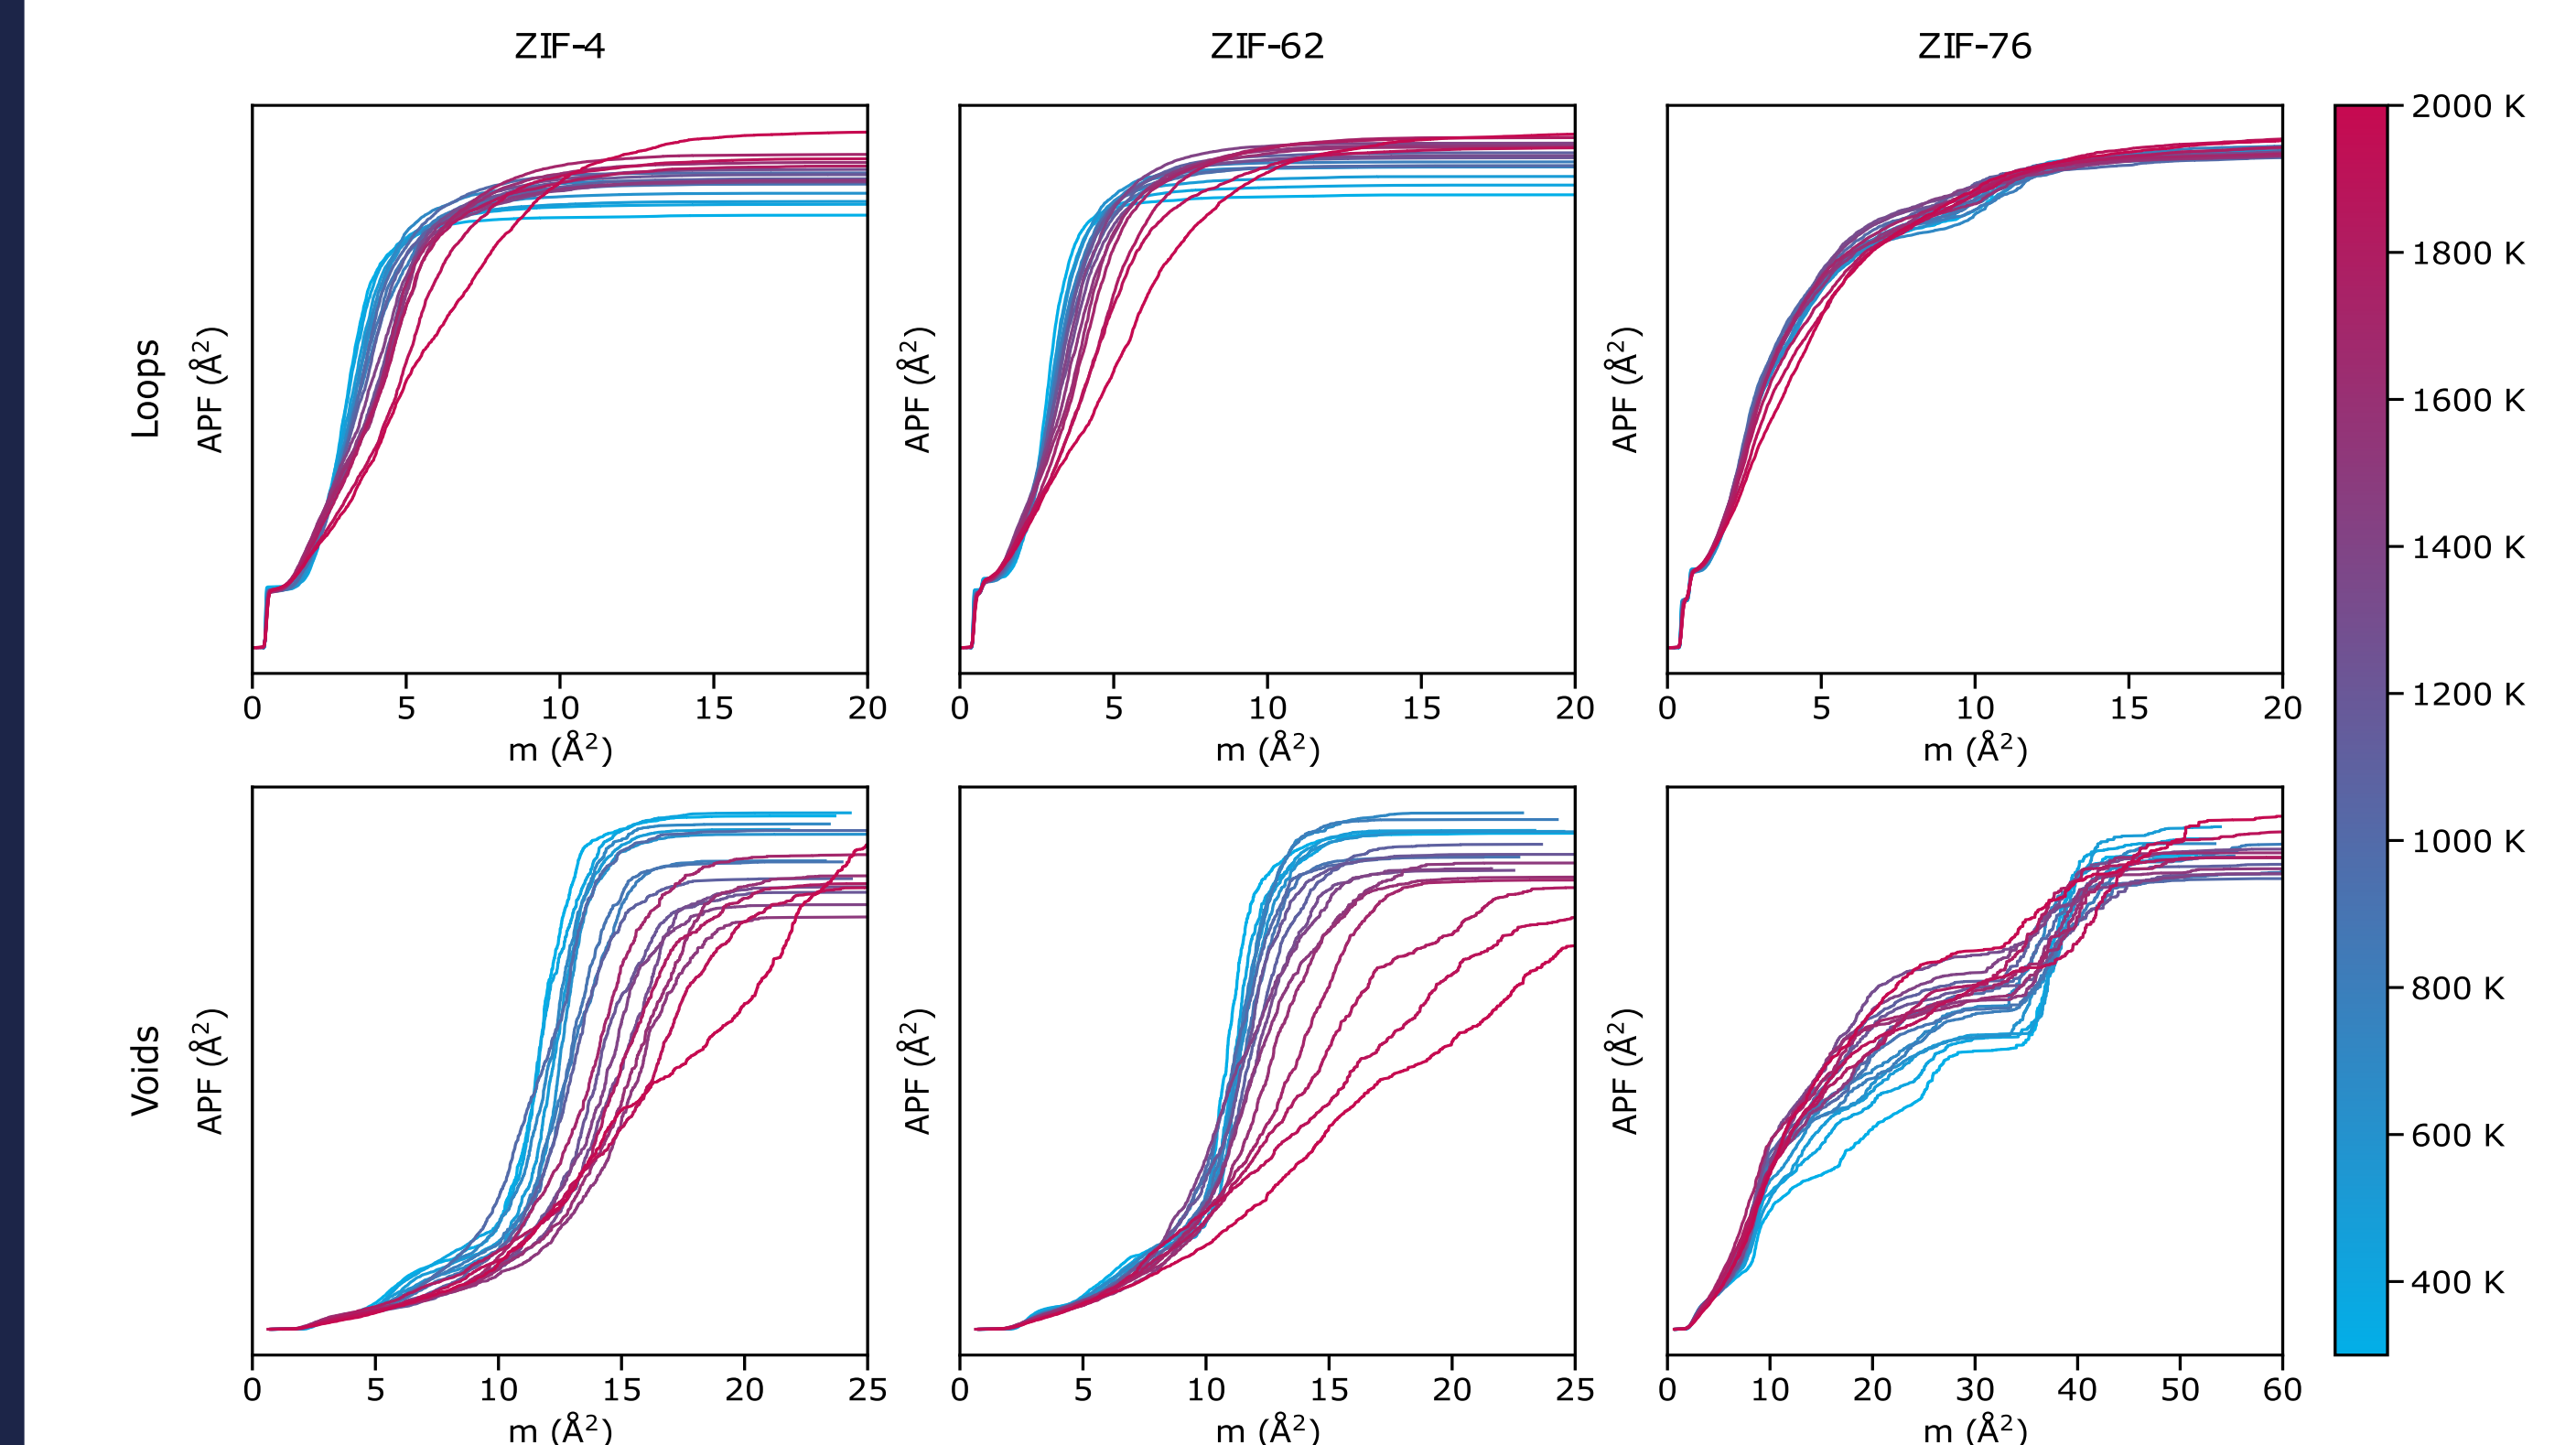 ZIF-4
ZIF-62
ZIF-76
Loops
APF (Å²)
APF (Å²)
APF (Å²)
0 5 10 15 20
0 5 10 15 20
0 5 10 15 20
m (Å²)
m (Å²)
m (Å²)
Voids
APF (Å²)
APF (Å²)
APF (Å²)
0 5 10 15 20 25
0 5 10 15 20 25
0 10 20 30 40 50 60
m (Å²)
m (Å²)
m (Å²)
2000 K
1800 K
1600 K
1400 K
1200 K
1000 K
800 K
600 K
400 K